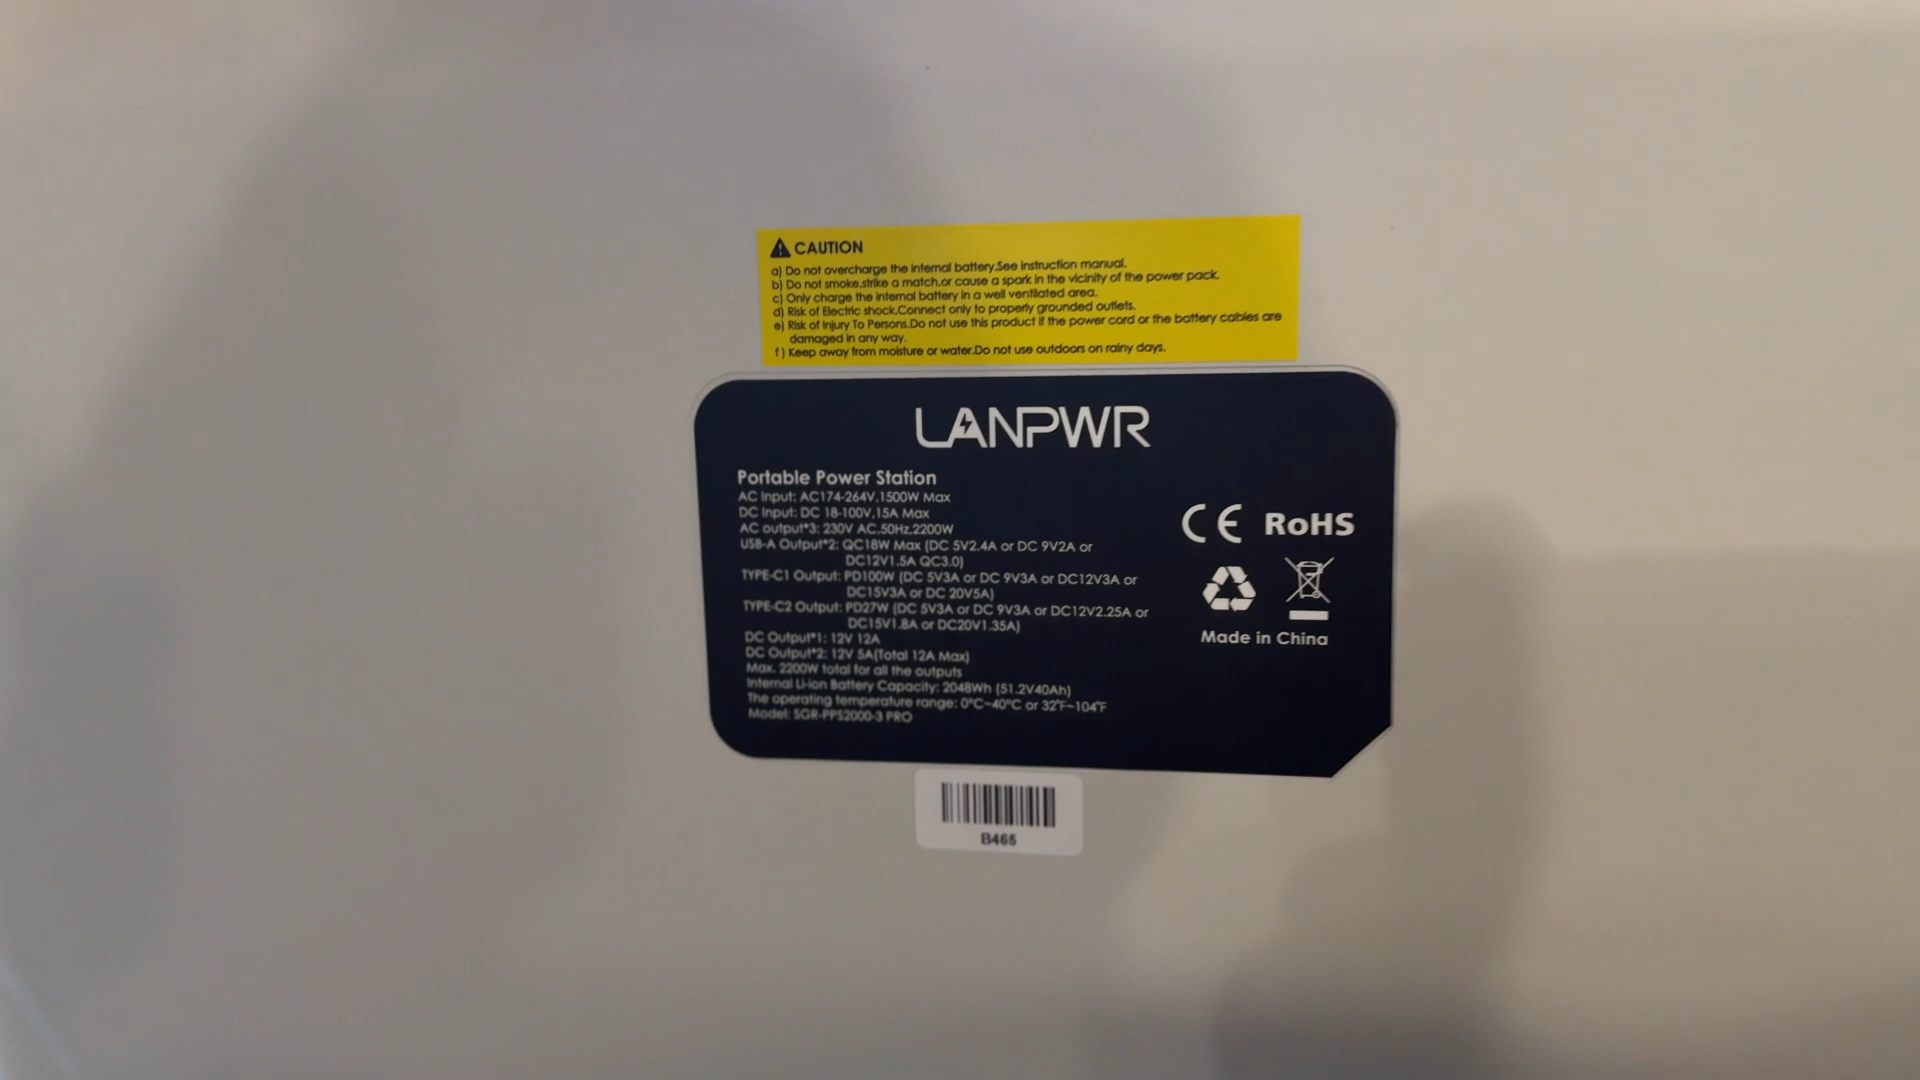 CAUTION
a) Do not overcharge the internal battery.See instruction manual.
b) Do not smoke,strike a match,or cause a spark in the vicinity of the power pack.
c) Only charge the internal battery in a well ventilated area.
d) Risk of Electric shock.Connect only to properly grounded outlets.
e) Risk of Injury To Persons.Do not use this product if the power cord or the battery cables are
damaged in any way.
f) Keep away from moisture or water.Do not use outdoors on rainy days.
LANPWR
Portable Power Station
AC Input: AC174-264V,1500W Max
DC Input: DC 18-100V,15A Max
AC output*3: 230V AC,50Hz,2200W
USB-A Output*2: QC18W Max (DC 5V2.4A or DC 9V2A or
DC12V1.5A QC3.0)
TYPE-C1 Output: PD100W (DC 5V3A or DC 9V3A or DC12V3A or
DC15V3A or DC 20V5A)
TYPE-C2 Output: PD27W (DC 5V3A or DC 9V3A or DC12V2.25A or
DC15V1.8A or DC20V1.35A)
DC Output*1: 12V 12A
DC Output*2: 12V 5A(Total 12A Max)
Max. 2200W total for all the outputs
Internal Li-ion Battery Capacity: 2048Wh (51.2V40Ah)
The operating temperature range: 0°C~40°C or 32°F~104°F
Model: SGR-PPS2000-3 PRO
CE RoHS
Made in China
B465